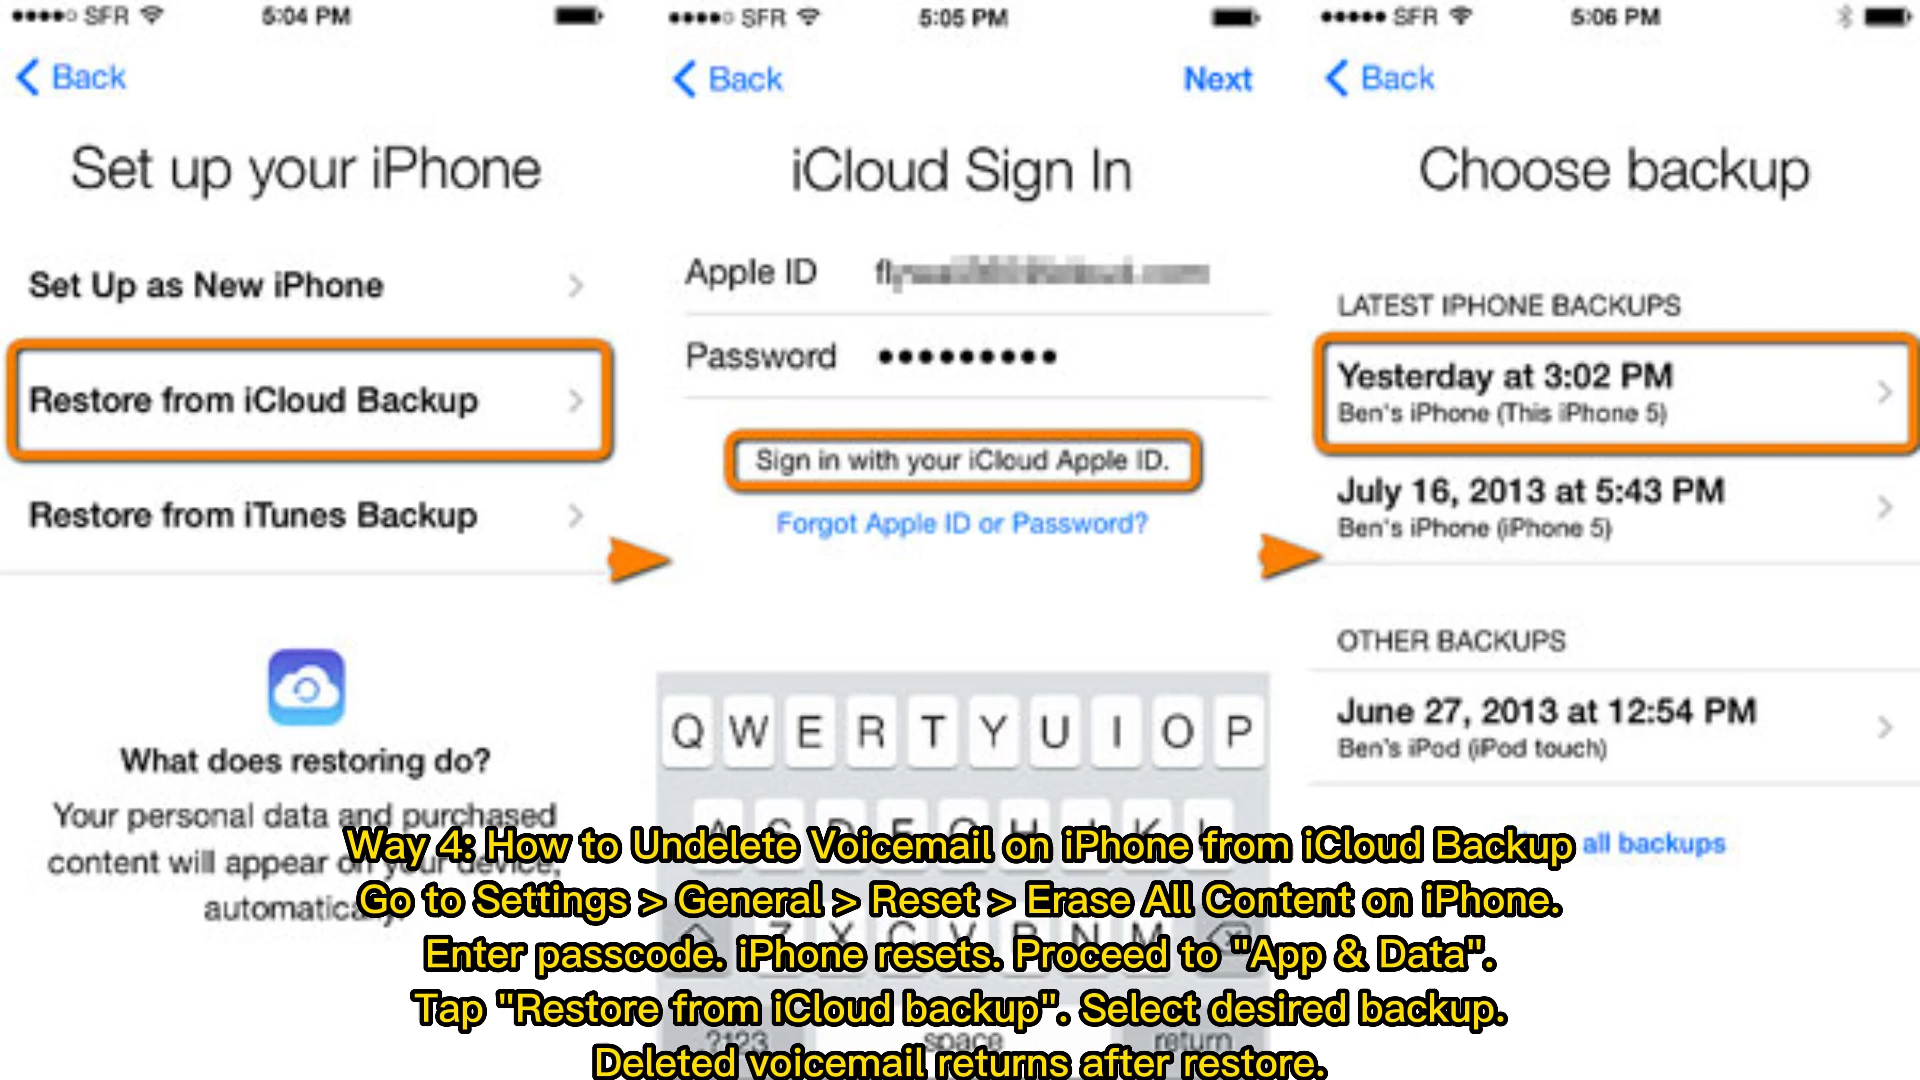 SFR 5:04 PM
Back
Set up your iPhone
Set Up as New iPhone
Restore from iCloud Backup
Restore from iTunes Backup
What does restoring do?
Your personal data and purchased
content will appear on your device,
automatically.
SFR 5:05 PM
Back Next
iCloud Sign In
Apple ID
Password
Sign in with your iCloud Apple ID.
Forgot Apple ID or Password?
Q W E R T Y U I O P
A S D F G H J K L
Z X C V B N M
?123 space return
SFR 5:06 PM
Back
Choose backup
LATEST IPHONE BACKUPS
Yesterday at 3:02 PM
Ben's iPhone (This iPhone 5)
July 16, 2013 at 5:43 PM
Ben's iPhone (iPhone 5)
OTHER BACKUPS
June 27, 2013 at 12:54 PM
Ben's iPod (iPod touch)
all backups
Way 4: How to Undelete Voicemail on iPhone from iCloud Backup
Go to Settings > General > Reset > Erase All Content on iPhone.
Enter passcode. iPhone resets. Proceed to "App & Data".
Tap "Restore from iCloud backup". Select desired backup.
Deleted voicemail returns after restore.